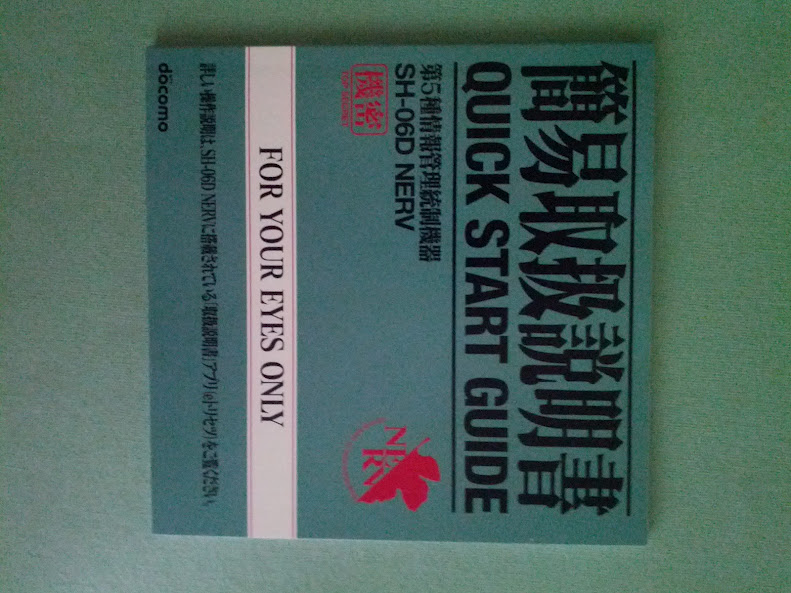 簡易取扱説明書
QUICK START GUIDE
第5種情報管理統制機器
SH-06D NERV
機密
TOP SECRET
NERV
FOR YOUR EYES ONLY
詳しい操作説明は、SH-06D NERVに搭載されている「取扱説明書」アプリ(eトリセツ)をご覧ください。
döcomo